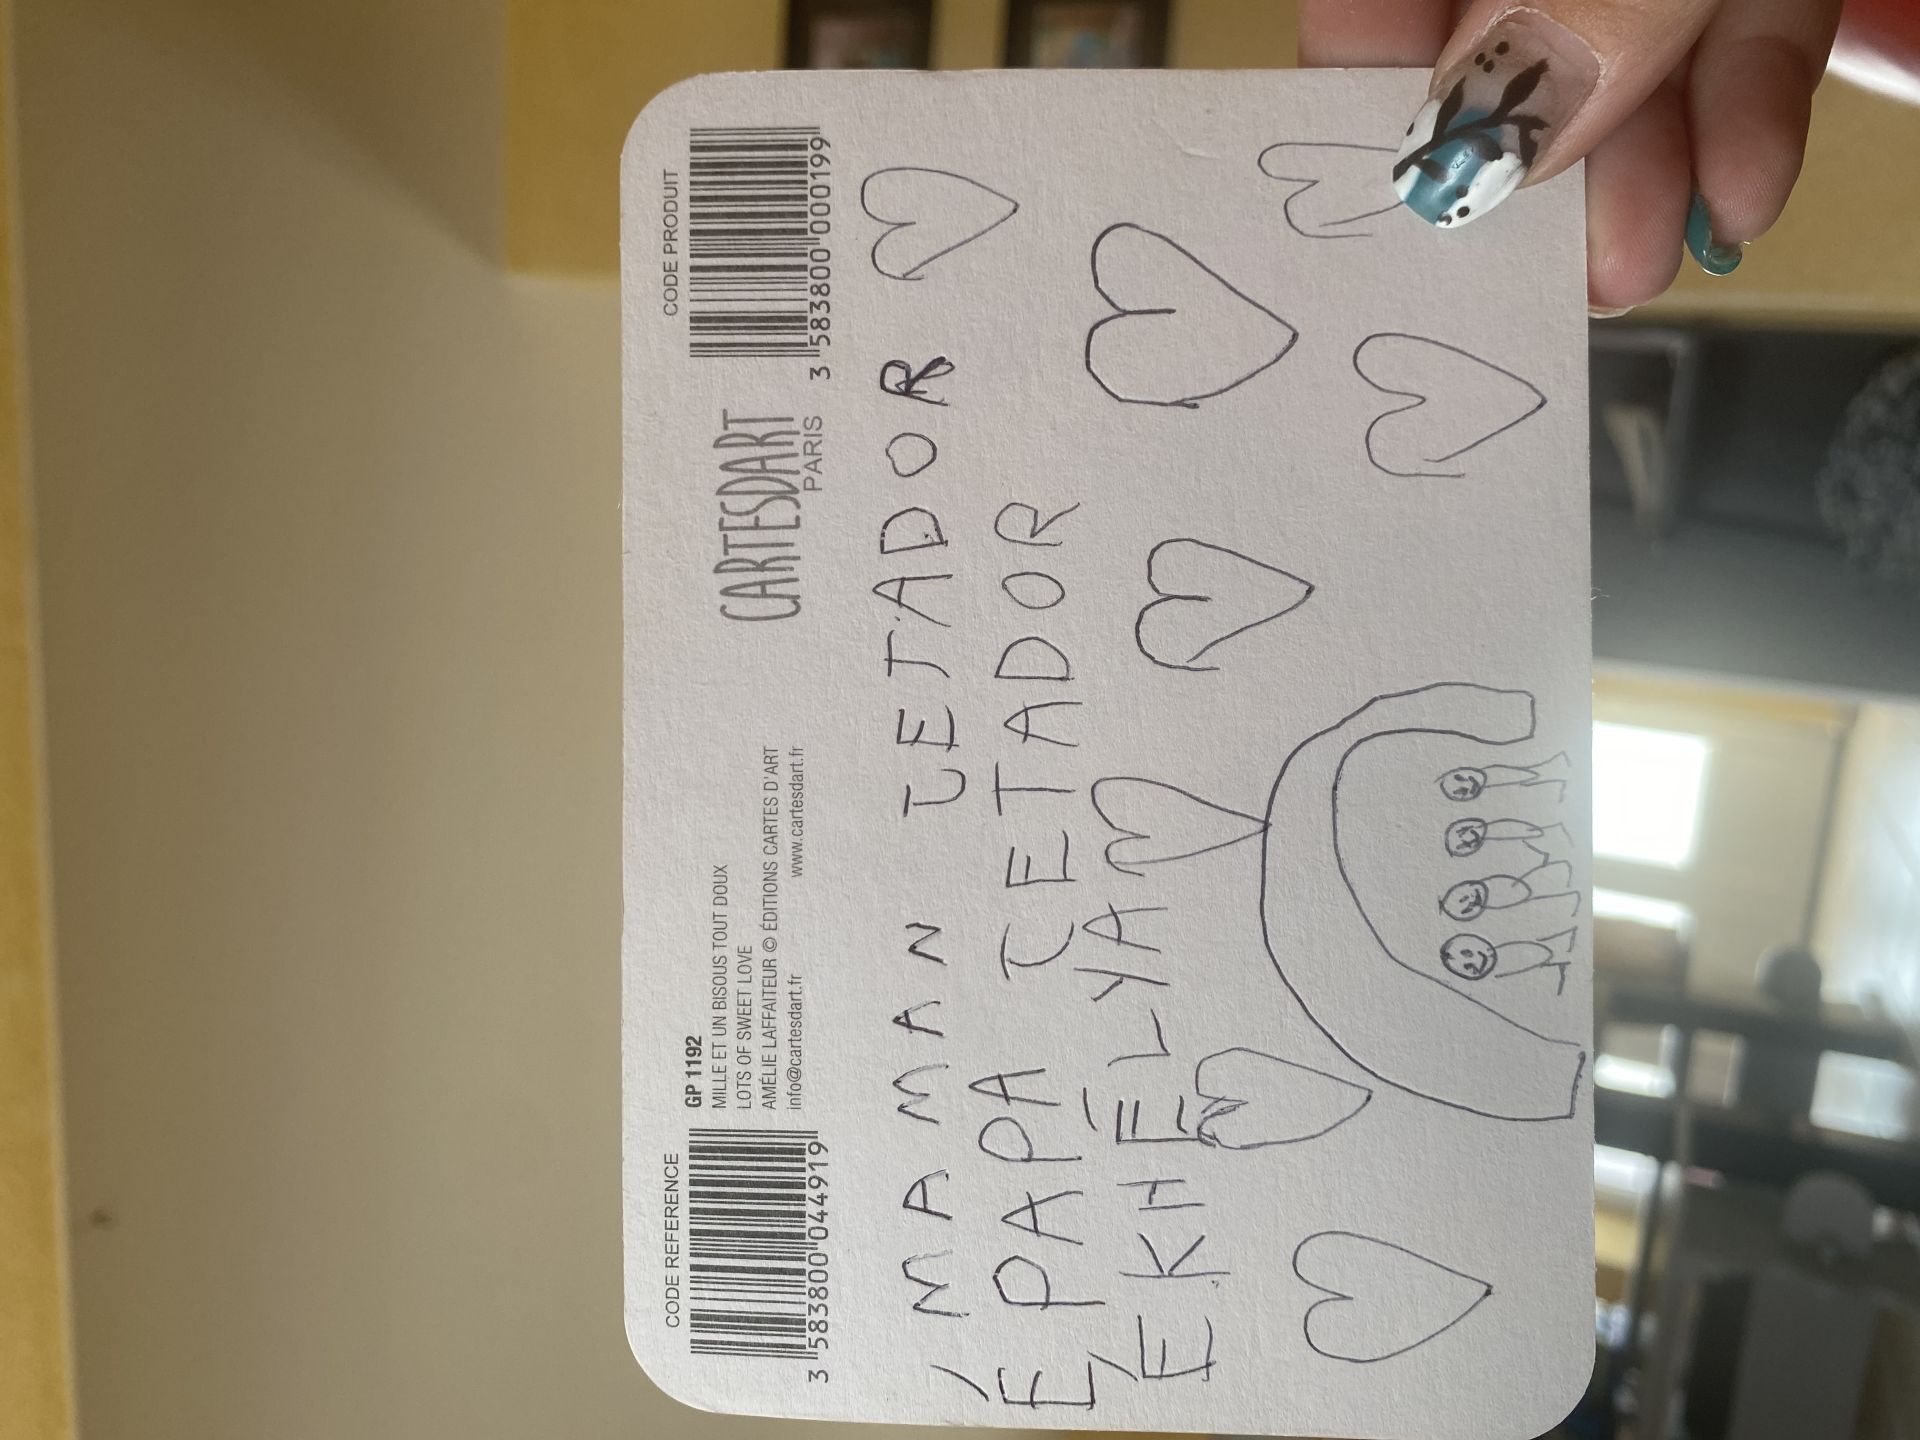 CODE REFERENCE
3 583800 044919
GP 1192
MILLE ET UN BISOUS TOUT DOUX
LOTS OF SWEET LOVE
AMÉLIE LAFFAITEUR © ÉDITIONS CARTES D'ART
info@cartesdart.fr www.cartesdart.fr
CARTESDART
PARIS
CODE PRODUIT
3 583800 000199
MAMAN JETADOR
É PAPA JETADOR
É KHÉLYA